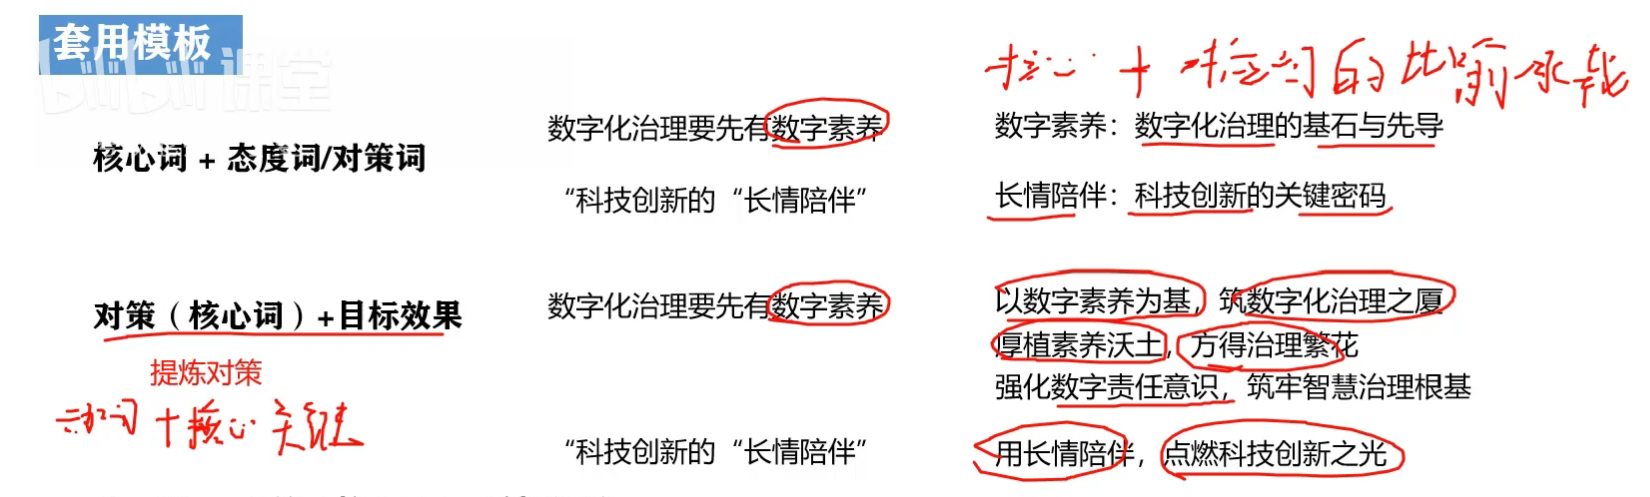 套用模板
课堂
核心 + 核心词的比喻承载
数字化治理要先有数字素养
数字素养：数字化治理的基石与先导
核心词 + 态度词/对策词
“科技创新的“长情陪伴”
长情陪伴：科技创新的关键密码
对策（核心词）+目标效果
数字化治理要先有数字素养
以数字素养为基，筑数字化治理之厦
厚植素养沃土，方得治理繁花
提炼对策
强化数字责任意识，筑牢智慧治理根基
动词 + 核心关键
“科技创新的“长情陪伴”
用长情陪伴，点燃科技创新之光